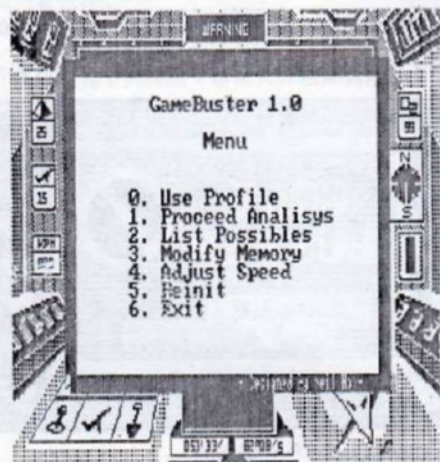 WARNING
GameBuster 1.0
Menu
0. Use Profile
1. Proceed Analisys
2. List Possibles
3. Modify Memory
4. Adjust Speed
5. Reinit
6. Exit
N
S